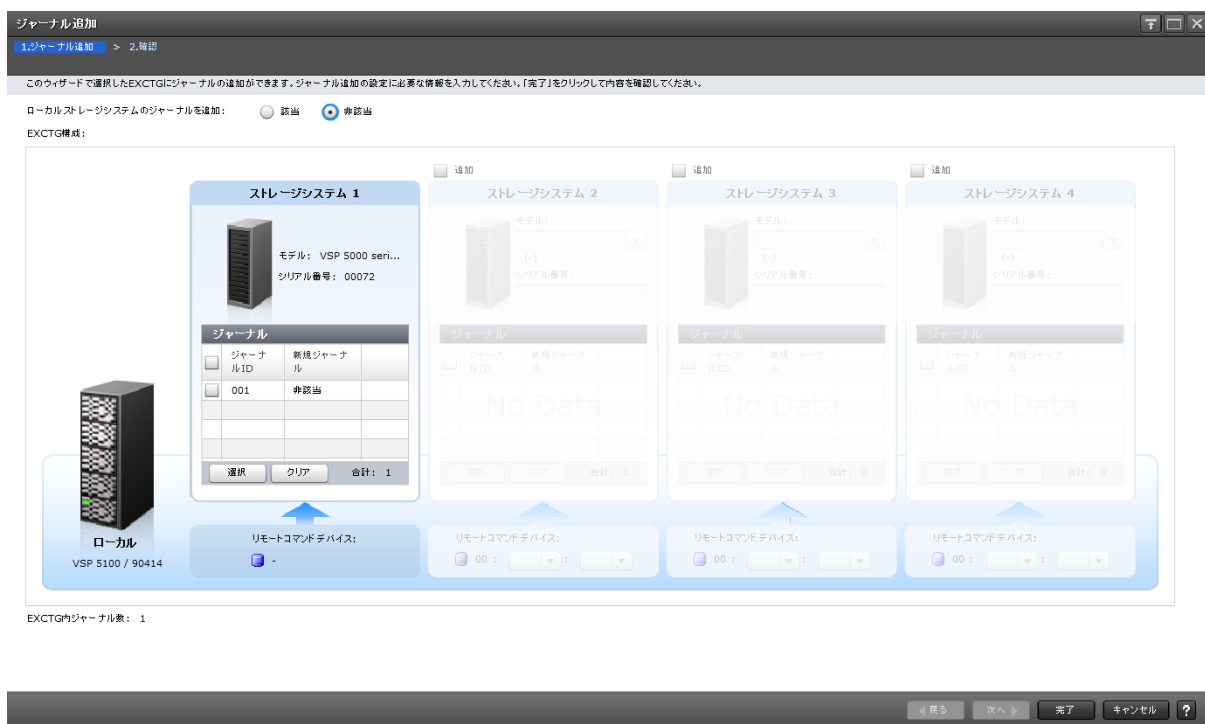 ジャーナル追加
1.ジャーナル追加 > 2.確認
このウィザードで選択したEXCTGにジャーナルの追加ができます。ジャーナル追加の設定に必要な情報を入力してください。「完了」をクリックして内容を確認してください。
ローカルストレージシステムのジャーナルを追加: 該当 非該当
EXCTG構成:
追加 追加 追加
ストレージシステム 1 ストレージシステム 2 ストレージシステム 3 ストレージシステム 4
モデル: モデル: モデル:
モデル: VSP 5000 seri...
(-) (-) (-)
シリアル番号: 00072 シリアル番号: シリアル番号: シリアル番号:
(-) (-) (-)
ジャーナル ジャーナル ジャーナル ジャーナル
ジャーナ 新規ジャーナ ジャーナ 新規ジャーナ ジャーナ 新規ジャーナ ジャーナ 新規ジャーナ
ルID ル ルID ル ルID ル ルID ル
001 非該当
No Data No Data No Data
選択 クリア 合計: 1 選択 クリア 合計: 0 選択 クリア 合計: 0 選択 クリア 合計: 0
ローカル
VSP 5100 / 90414
リモートコマンドデバイス: リモートコマンドデバイス: リモートコマンドデバイス: リモートコマンドデバイス:
- 00 : : 00 : : 00 : :
EXCTG内ジャーナル数: 1
戻る 次へ 完了 キャンセル ?